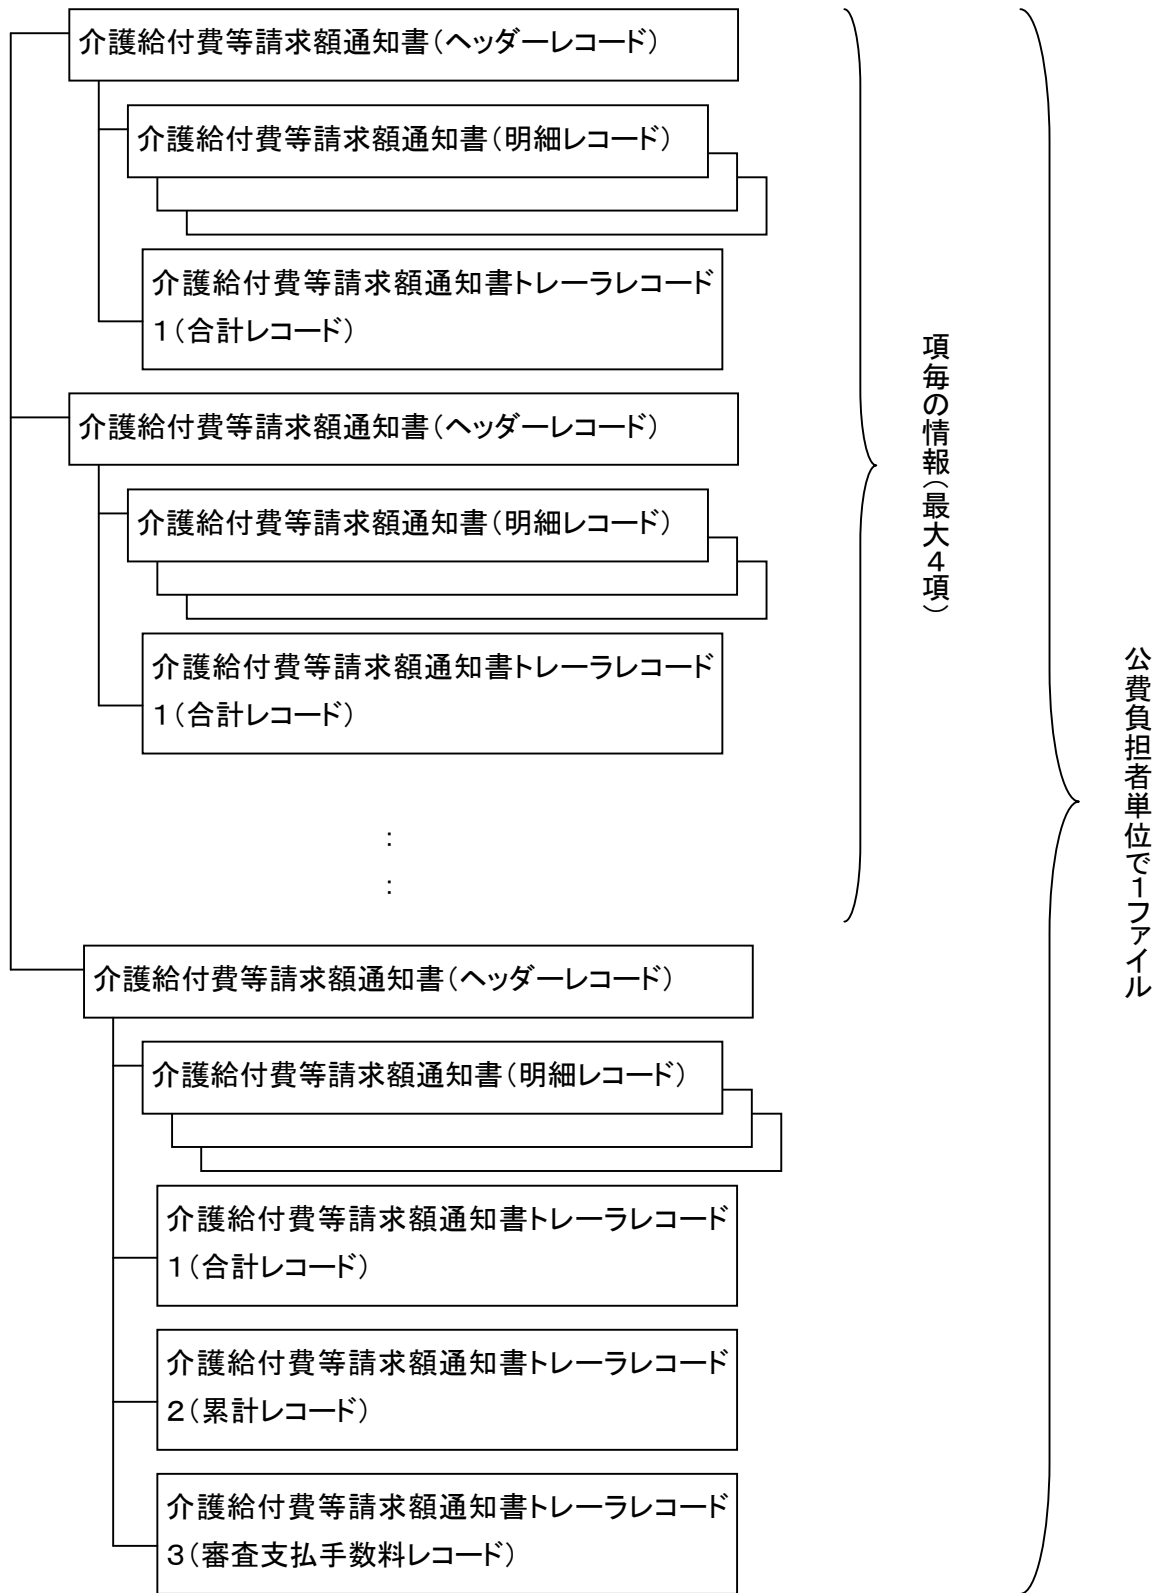 介護給付費等請求額通知書（ヘッダーレコード）
介護給付費等請求額通知書（明細レコード）
介護給付費等請求額通知書トレーラレコード
１（合計レコード）
介護給付費等請求額通知書（ヘッダーレコード）
介護給付費等請求額通知書（明細レコード）
介護給付費等請求額通知書トレーラレコード
１（合計レコード）
：
：
介護給付費等請求額通知書（ヘッダーレコード）
介護給付費等請求額通知書（明細レコード）
介護給付費等請求額通知書トレーラレコード
１（合計レコード）
介護給付費等請求額通知書トレーラレコード
２（累計レコード）
介護給付費等請求額通知書トレーラレコード
３（審査支払手数料レコード）
項毎の情報（最大４項）
公費負担者単位で１ファイル